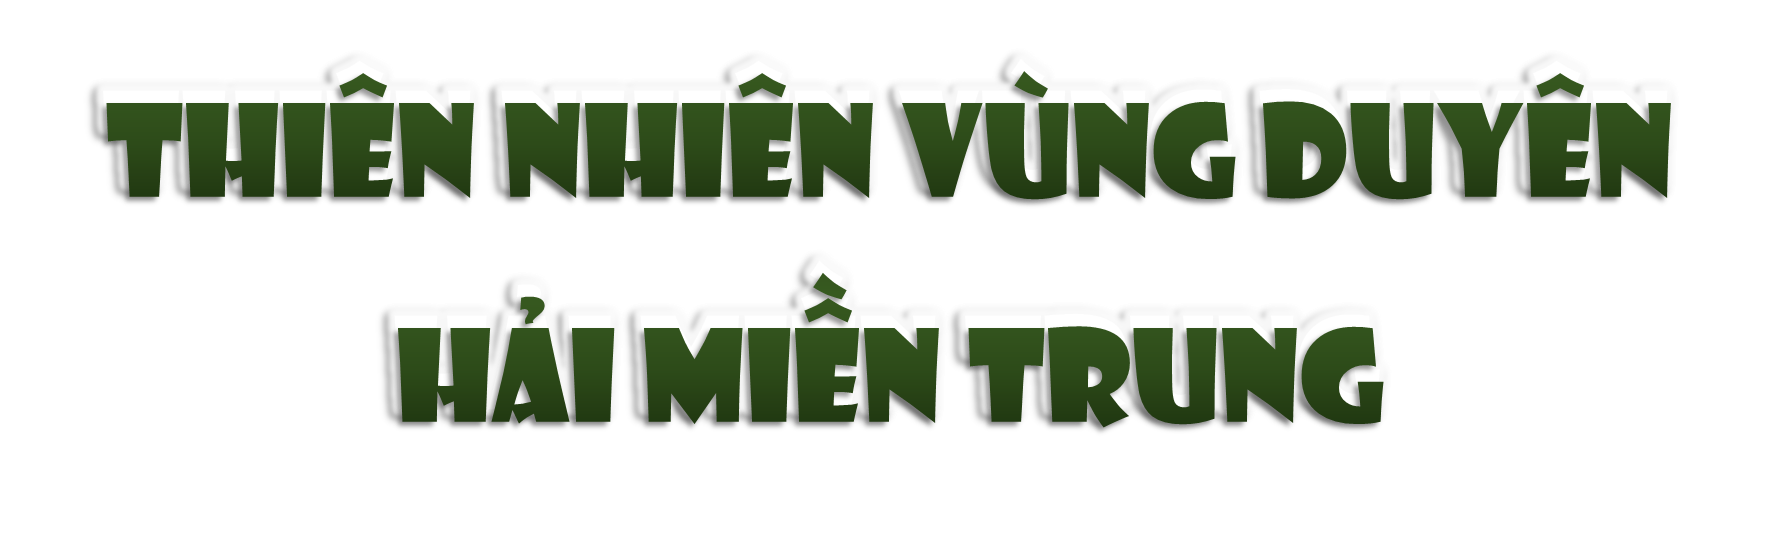 THIÊN NHIÊN VÙNG DUYÊN
HẢI MIỀN TRUNG